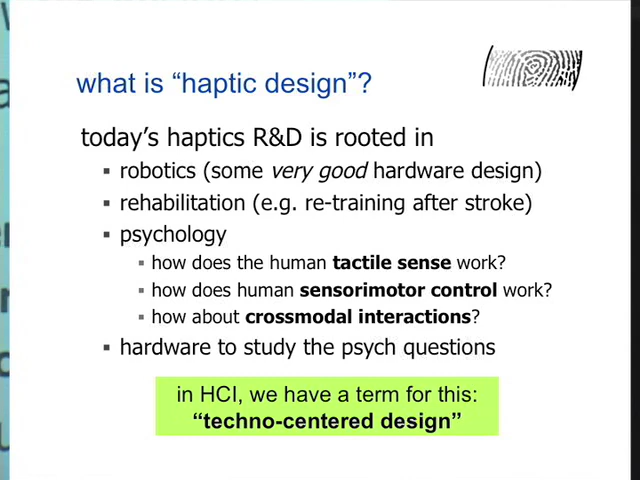 what is “haptic design”?
today’s haptics R&D is rooted in
▪ robotics (some very good hardware design)
▪ rehabilitation (e.g. re-training after stroke)
▪ psychology
▪ how does the human tactile sense work?
▪ how does human sensorimotor control work?
▪ how about crossmodal interactions?
▪ hardware to study the psych questions
in HCI, we have a term for this:
“techno-centered design”